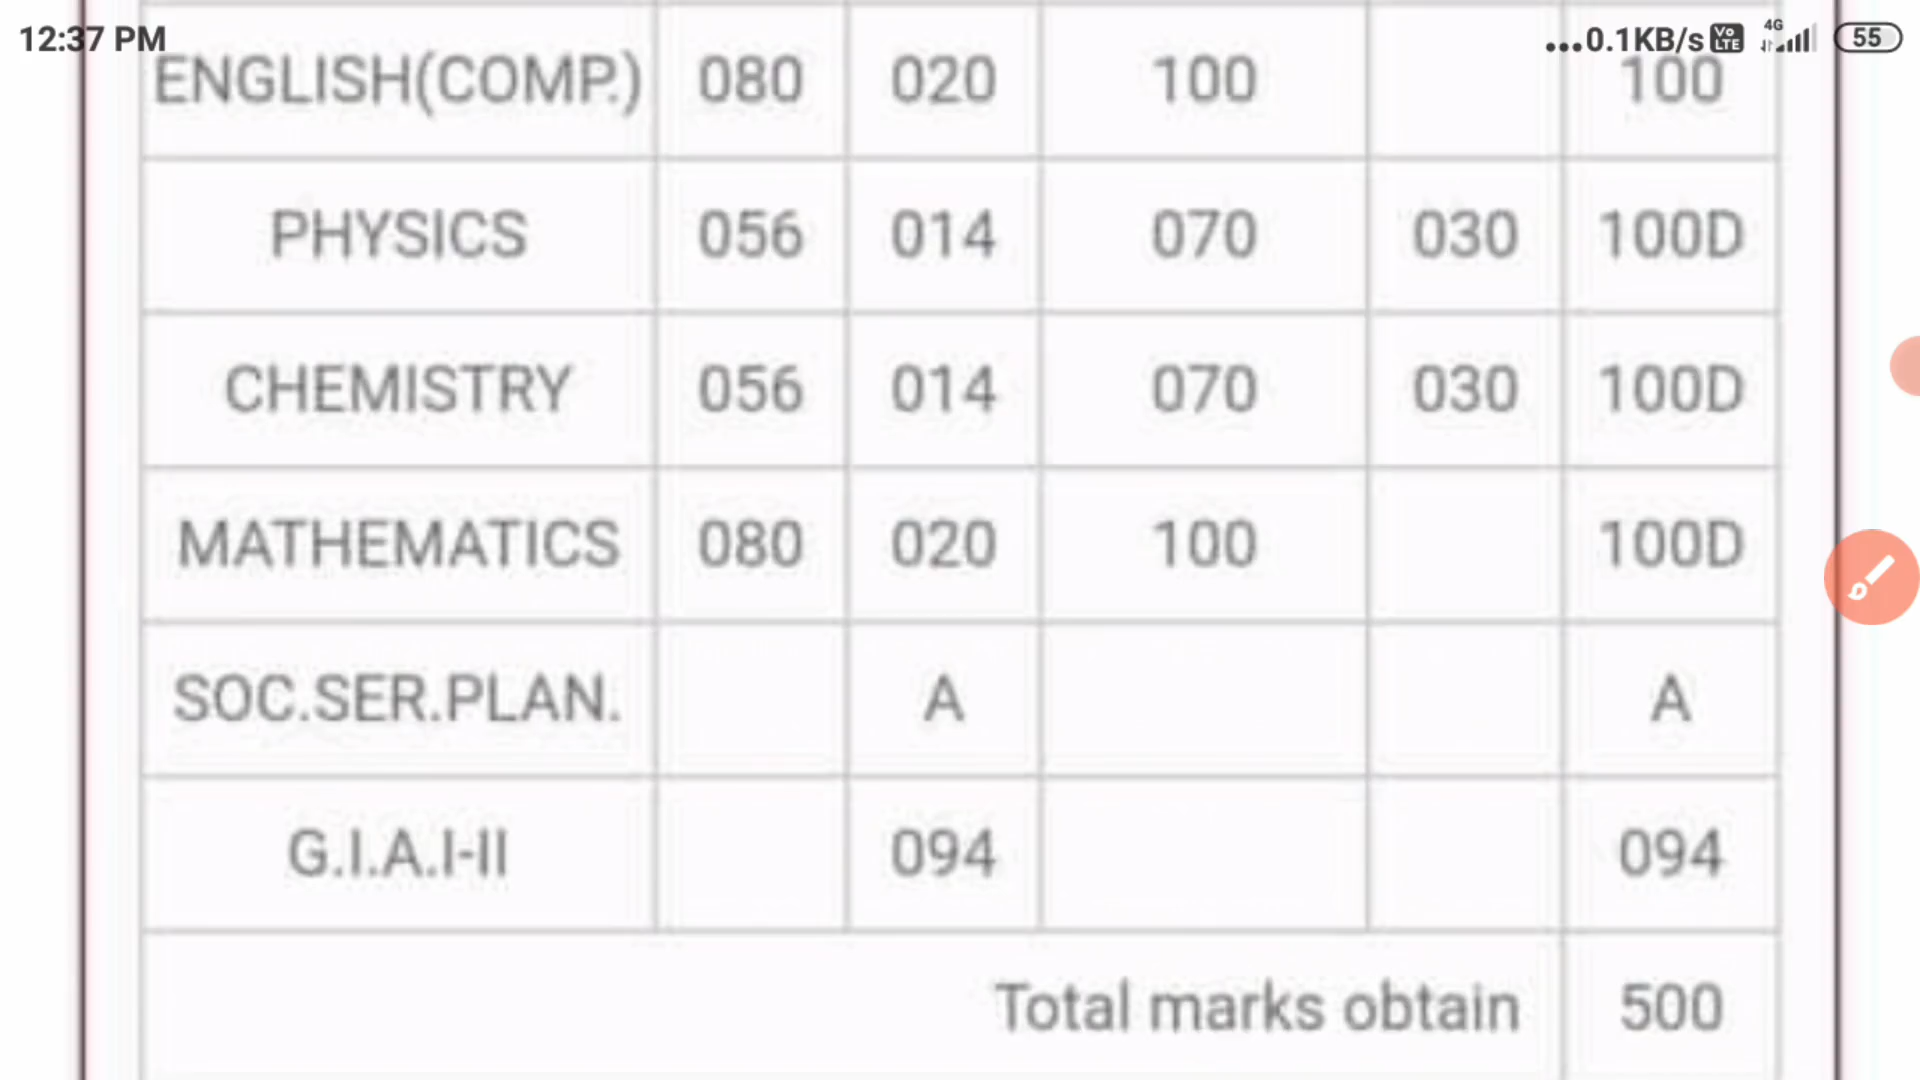 12:37 PM ...0.1KB/s Vo LTE 4G 55
ENGLISH(COMP.) 080 020 100 100
PHYSICS 056 014 070 030 100D
CHEMISTRY 056 014 070 030 100D
MATHEMATICS 080 020 100 100D
SOC.SER.PLAN. A A
G.I.A.I-II 094 094
Total marks obtain 500